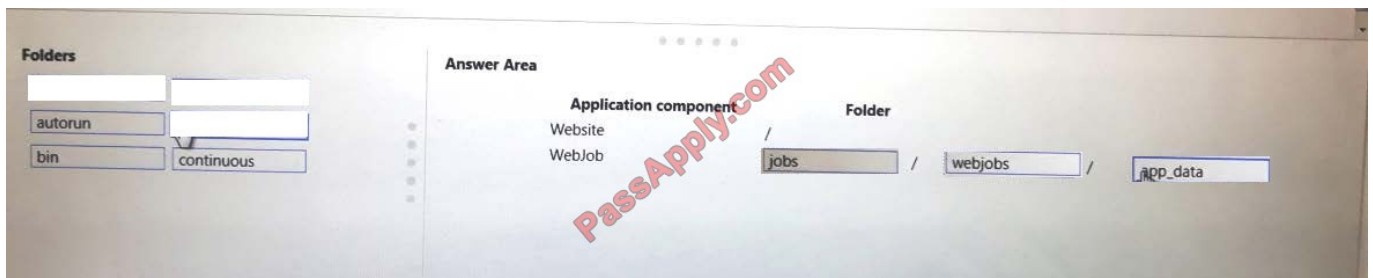 Folders
autorun
bin
continuous
Answer Area
Application component Folder
Website /
WebJob jobs / webjobs / app_data
PassApply.com